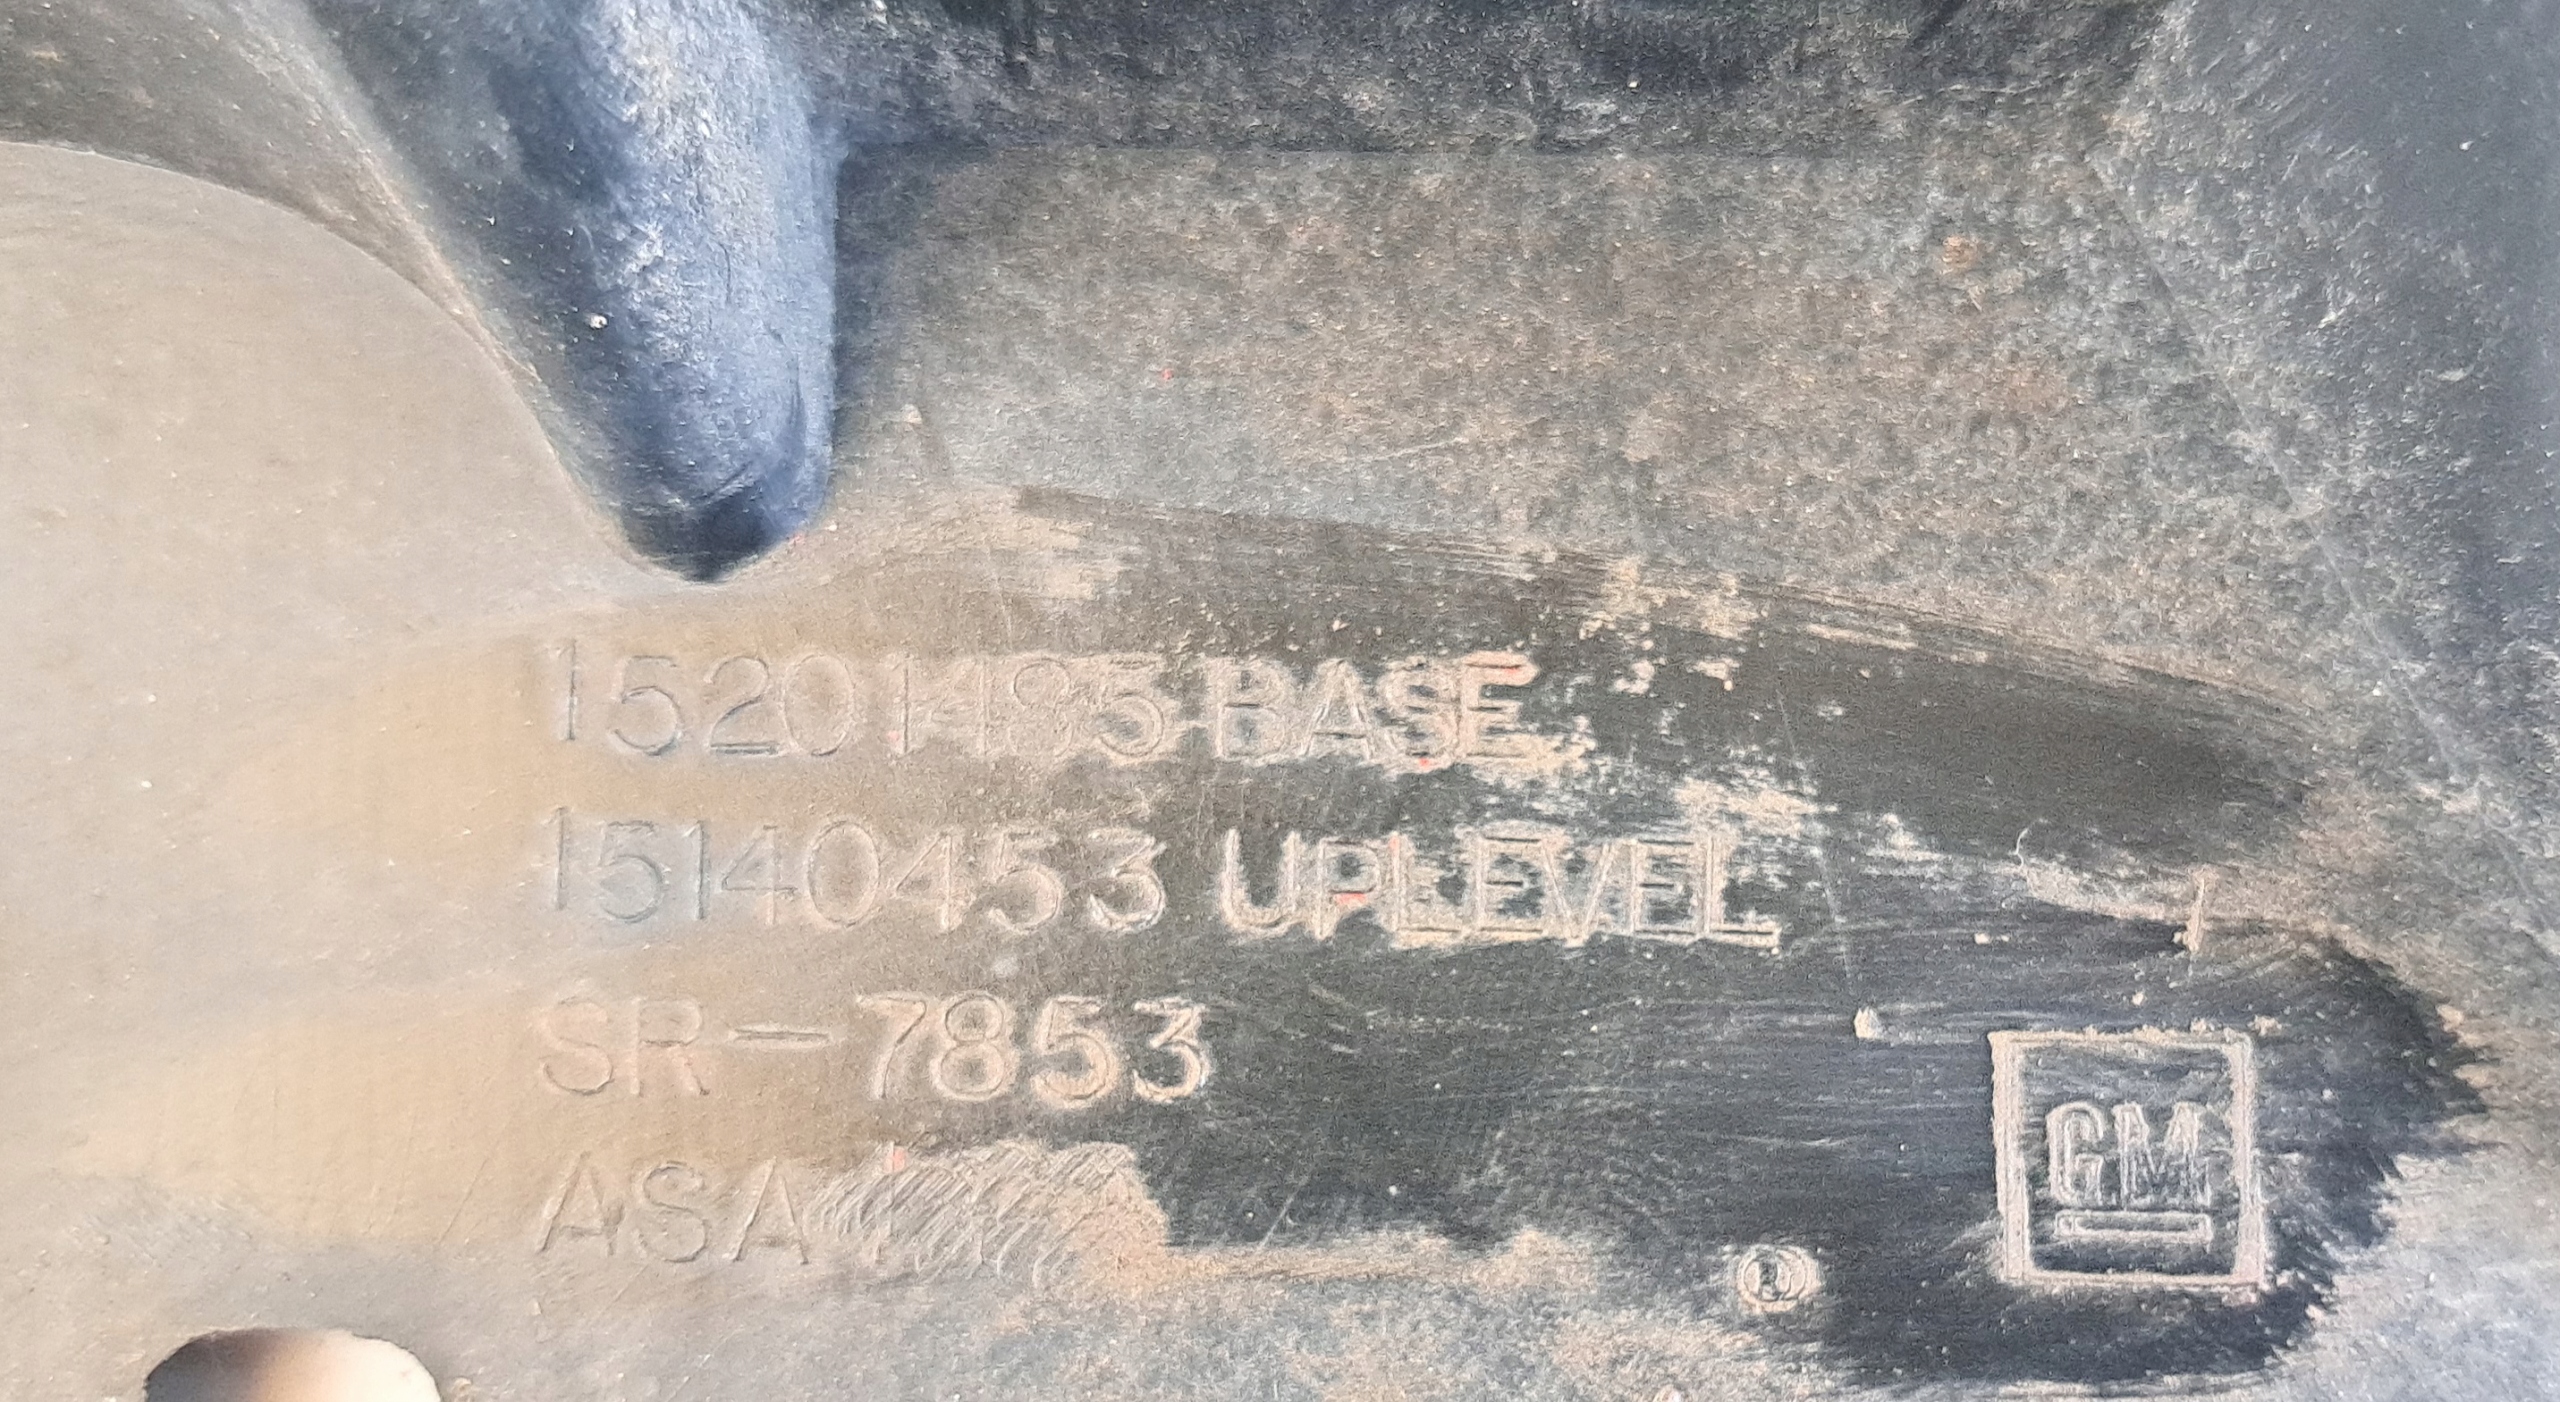 15201485 BASE
15140453 UPLEVEL
SR-7853
ASA
GM
®